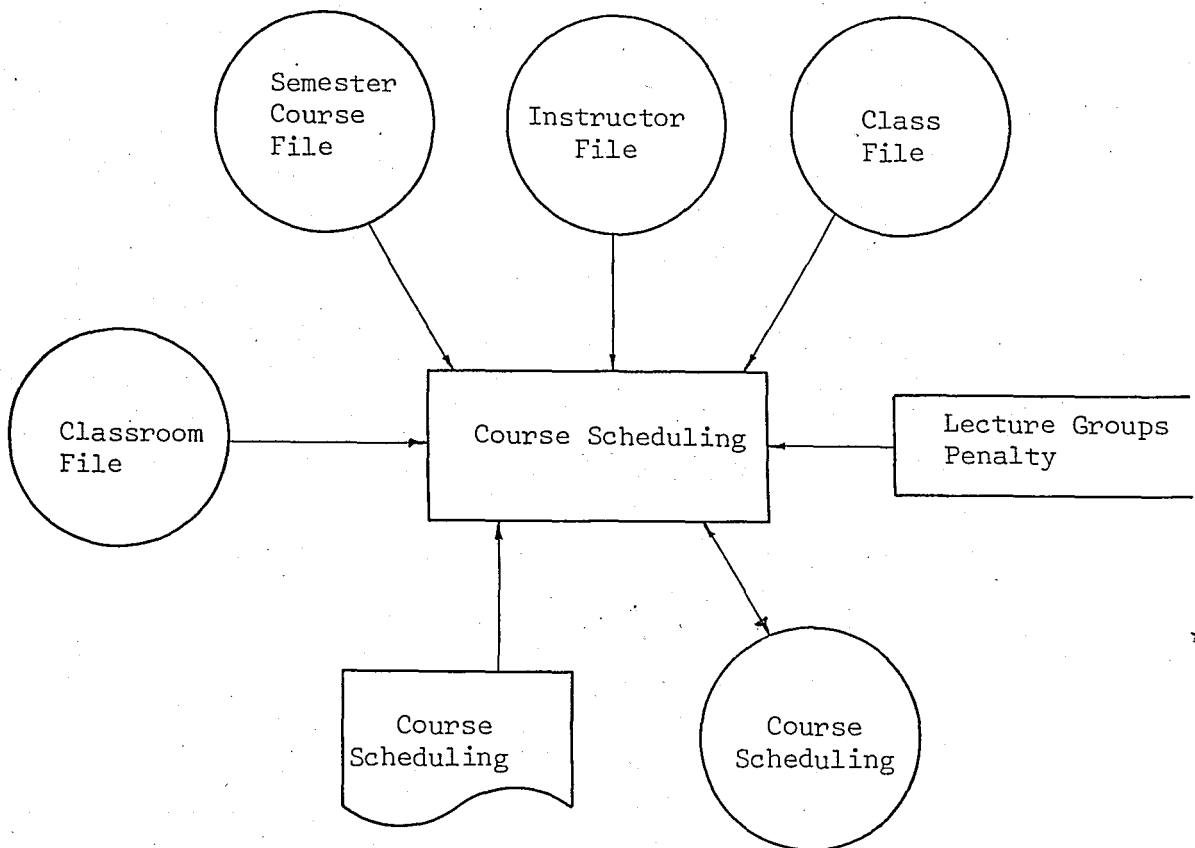 Semester
Course
File
Instructor
File
Class
File
Classroom
File
Course Scheduling
Lecture Groups
Penalty
Course
Scheduling
Course
Scheduling